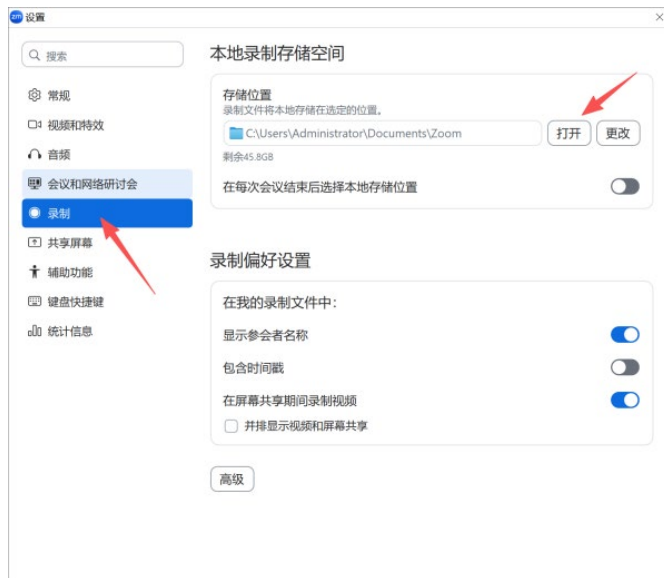 zm 设置
搜索
常规
视频和特效
音频
会议和网络研讨会
录制
共享屏幕
辅助功能
键盘快捷键
统计信息
本地录制存储空间
存储位置
录制文件将本地存储在选定的位置。
C:\Users\Administrator\Documents\Zoom
打开
更改
剩余45.8GB
在每次会议结束后选择本地存储位置
录制偏好设置
在我的录制文件中：
显示参会者名称
包含时间戳
在屏幕共享期间录制视频
并排显示视频和屏幕共享
高级